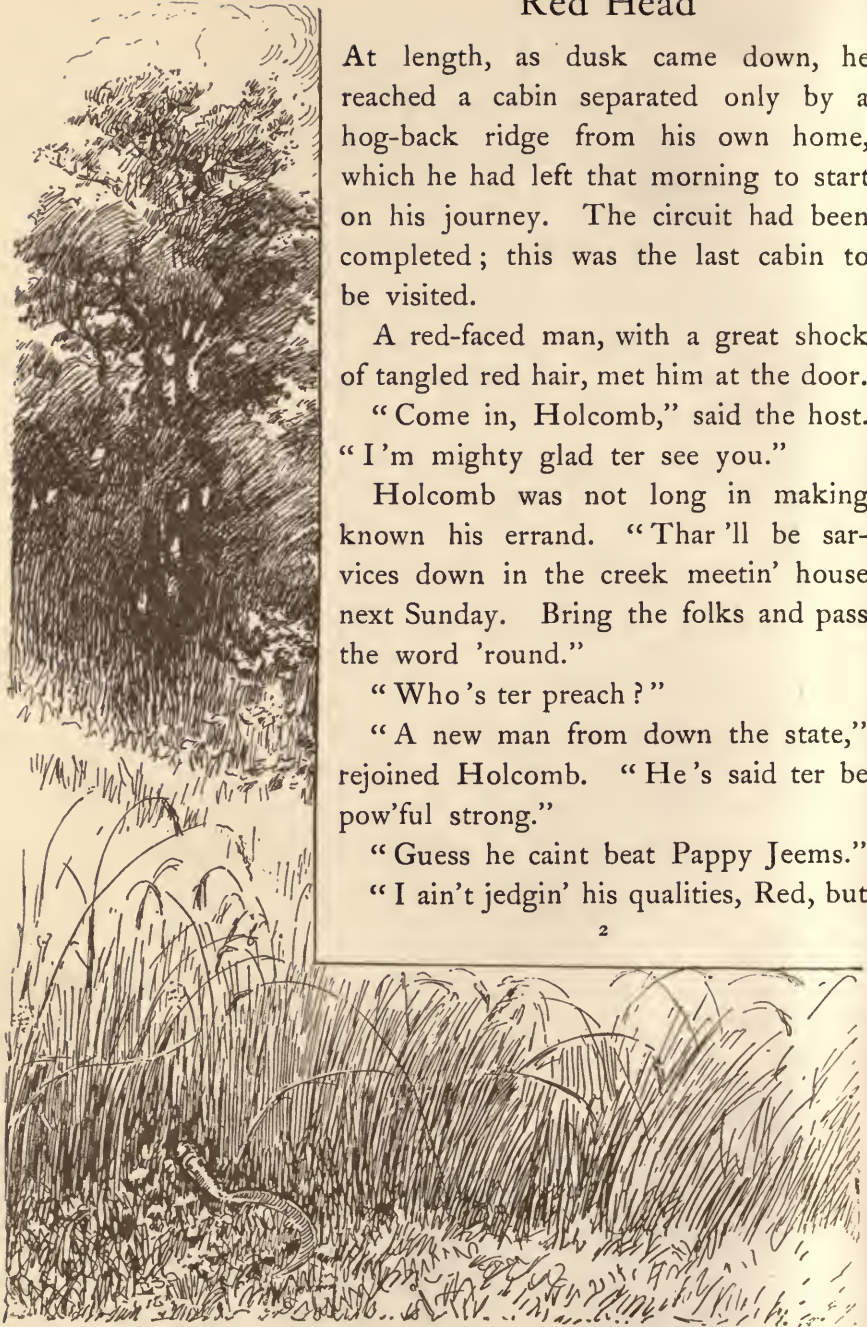 Red Head
At length, as dusk came down, he
reached a cabin separated only by a
hog-back ridge from his own home,
which he had left that morning to start
on his journey. The circuit had been
completed; this was the last cabin to
be visited.
A red-faced man, with a great shock
of tangled red hair, met him at the door.
“Come in, Holcomb,” said the host.
“I'm mighty glad ter see you.”
Holcomb was not long in making
known his errand. “Thar 'll be sar-
vices down in the creek meetin' house
next Sunday. Bring the folks and pass
the word 'round.”
“Who's ter preach?”
“A new man from down the state,”
rejoined Holcomb. “He's said ter be
pow'ful strong.”
“Guess he caint beat Pappy Jeems.”
“I ain't jedgin' his qualities, Red, but
2